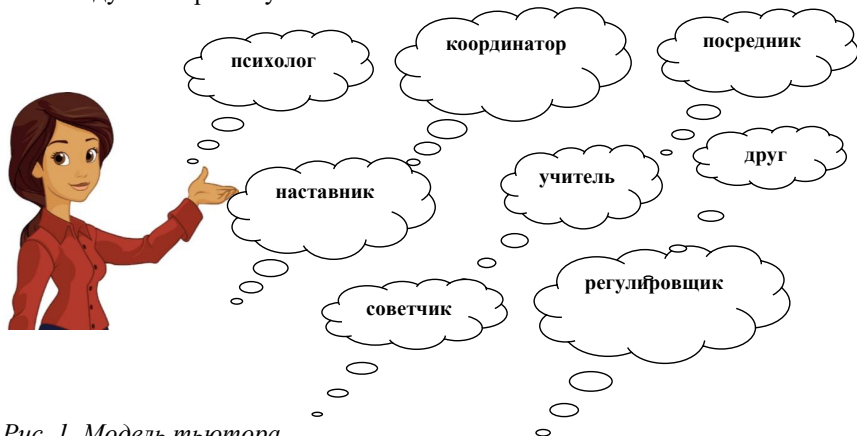 психолог
координатор
посредник
наставник
учитель
друг
советчик
регулировщик
Рис. 1. Модель тьютора